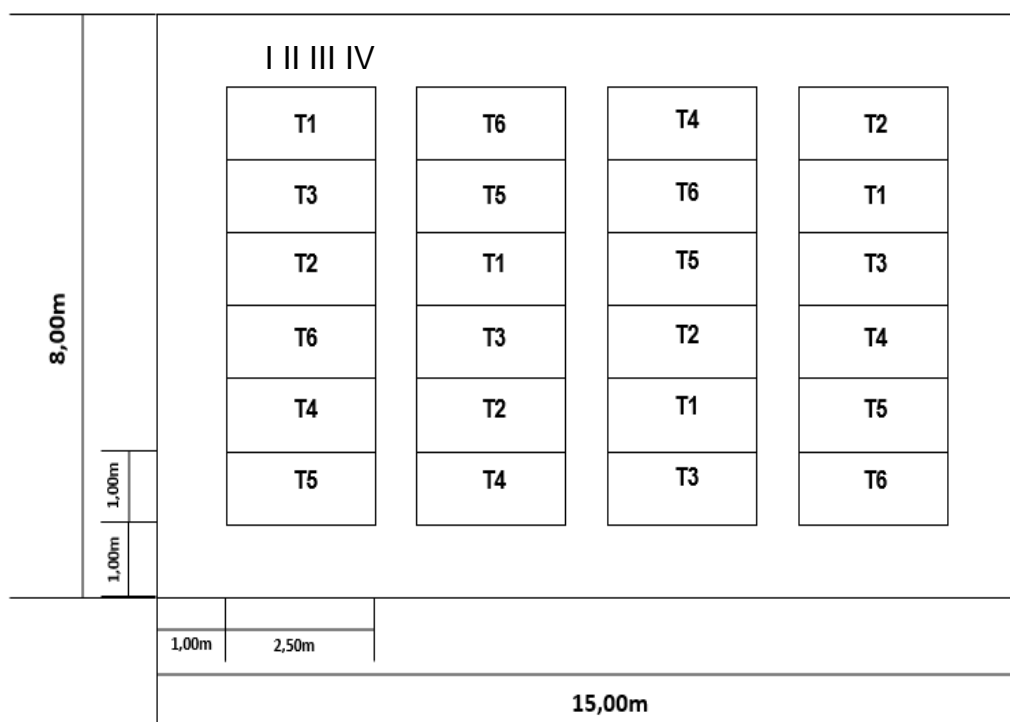 I II III IV
T1 T6 T4 T2
T3 T5 T6 T1
T2 T1 T5 T3
T6 T3 T2 T4
T4 T2 T1 T5
T5 T4 T3 T6
8,00m
1,00m
1,00m
1,00m 2,50m
15,00m